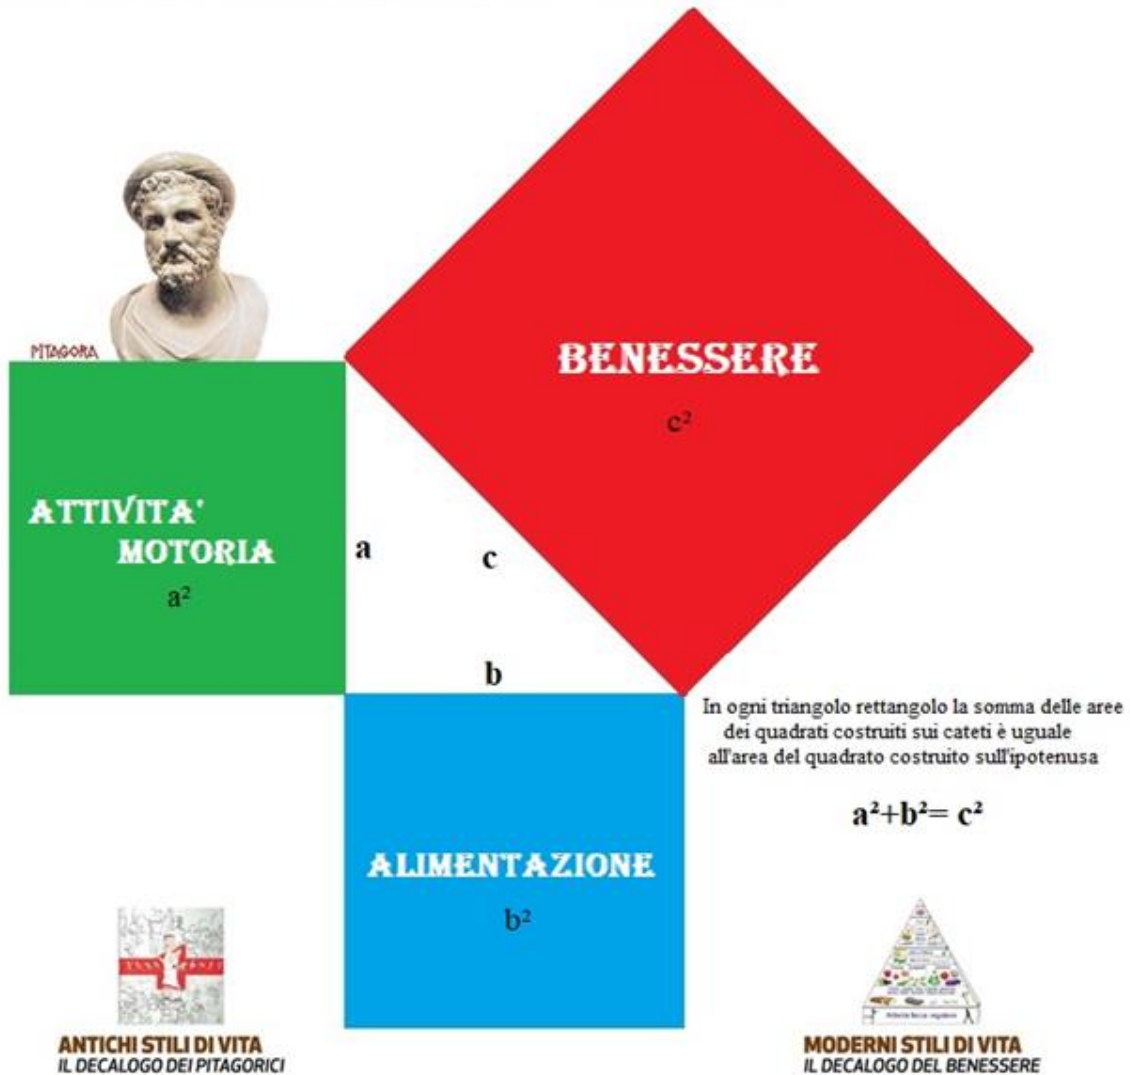 PITAGORA
BENESSERE
c²
ATTIVITA'
MOTORIA
a²
a
c
b
In ogni triangolo rettangolo la somma delle aree
dei quadrati costruiti sui cateti è uguale
all'area del quadrato costruito sull'ipotenusa
a²+b²= c²
ALIMENTAZIONE
b²
ANTICHI STILI DI VITA
IL DECALOGO DEI PITAGORICI
MODERNI STILI DI VITA
IL DECALOGO DEL BENESSERE